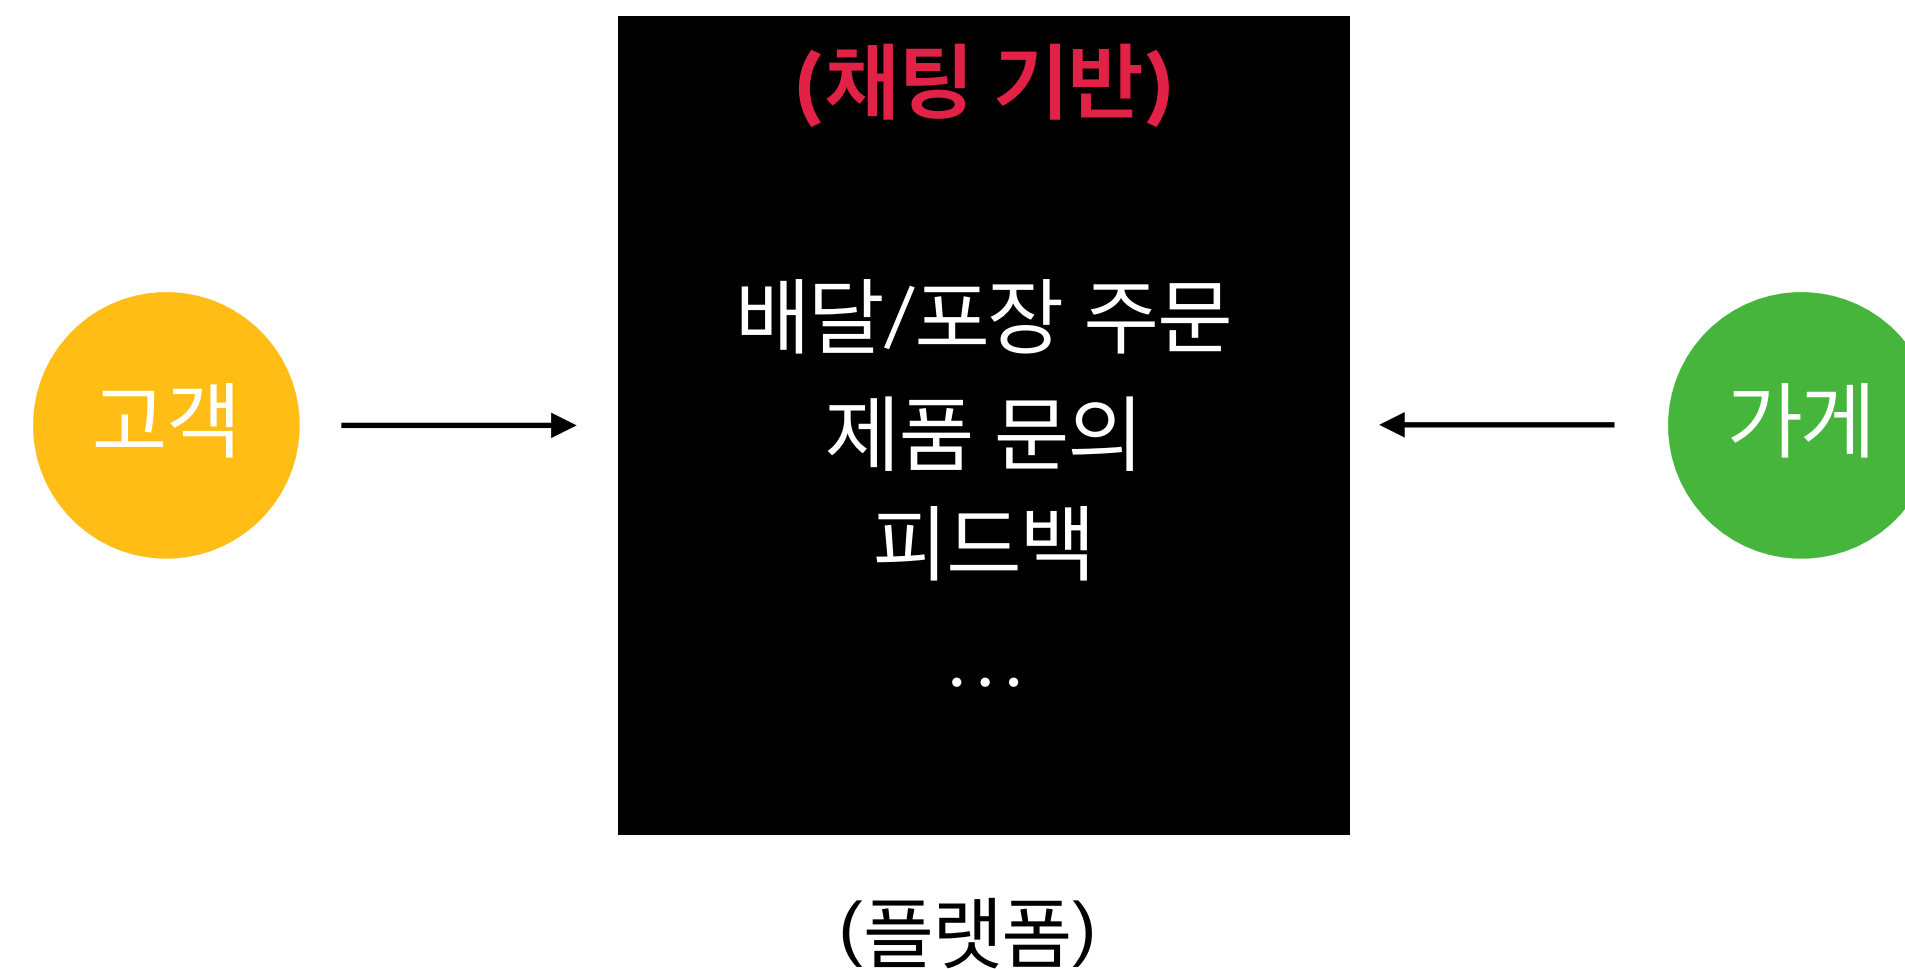 (채팅 기반)
배달/포장 주문
제품 문의
피드백
...
고객
가게
(플랫폼)